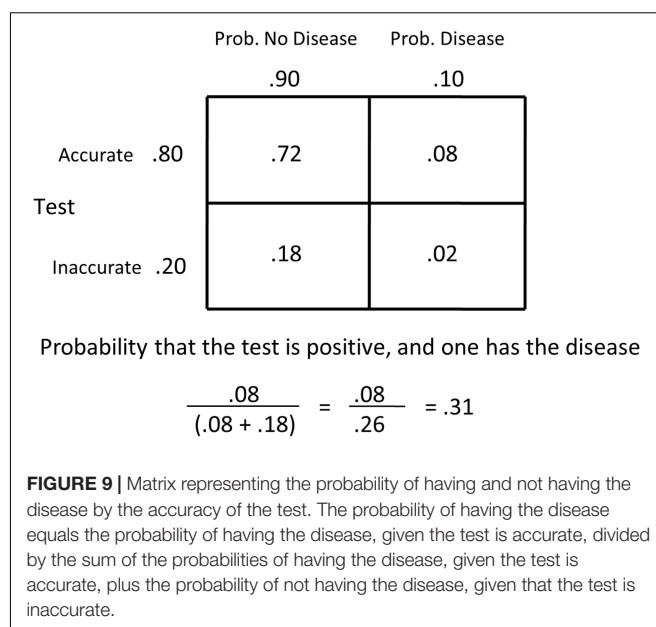 Prob. No Disease Prob. Disease
.90 .10
Accurate .80 .72 .08
Test
Inaccurate .20 .18 .02
Probability that the test is positive, and one has the disease
.08 .08
(.08 + .18) = .26 = .31
FIGURE 9 | Matrix representing the probability of having and not having the
disease by the accuracy of the test. The probability of having the disease
equals the probability of having the disease, given the test is accurate, divided
by the sum of the probabilities of having the disease, given the test is
accurate, plus the probability of not having the disease, given that the test is
inaccurate.